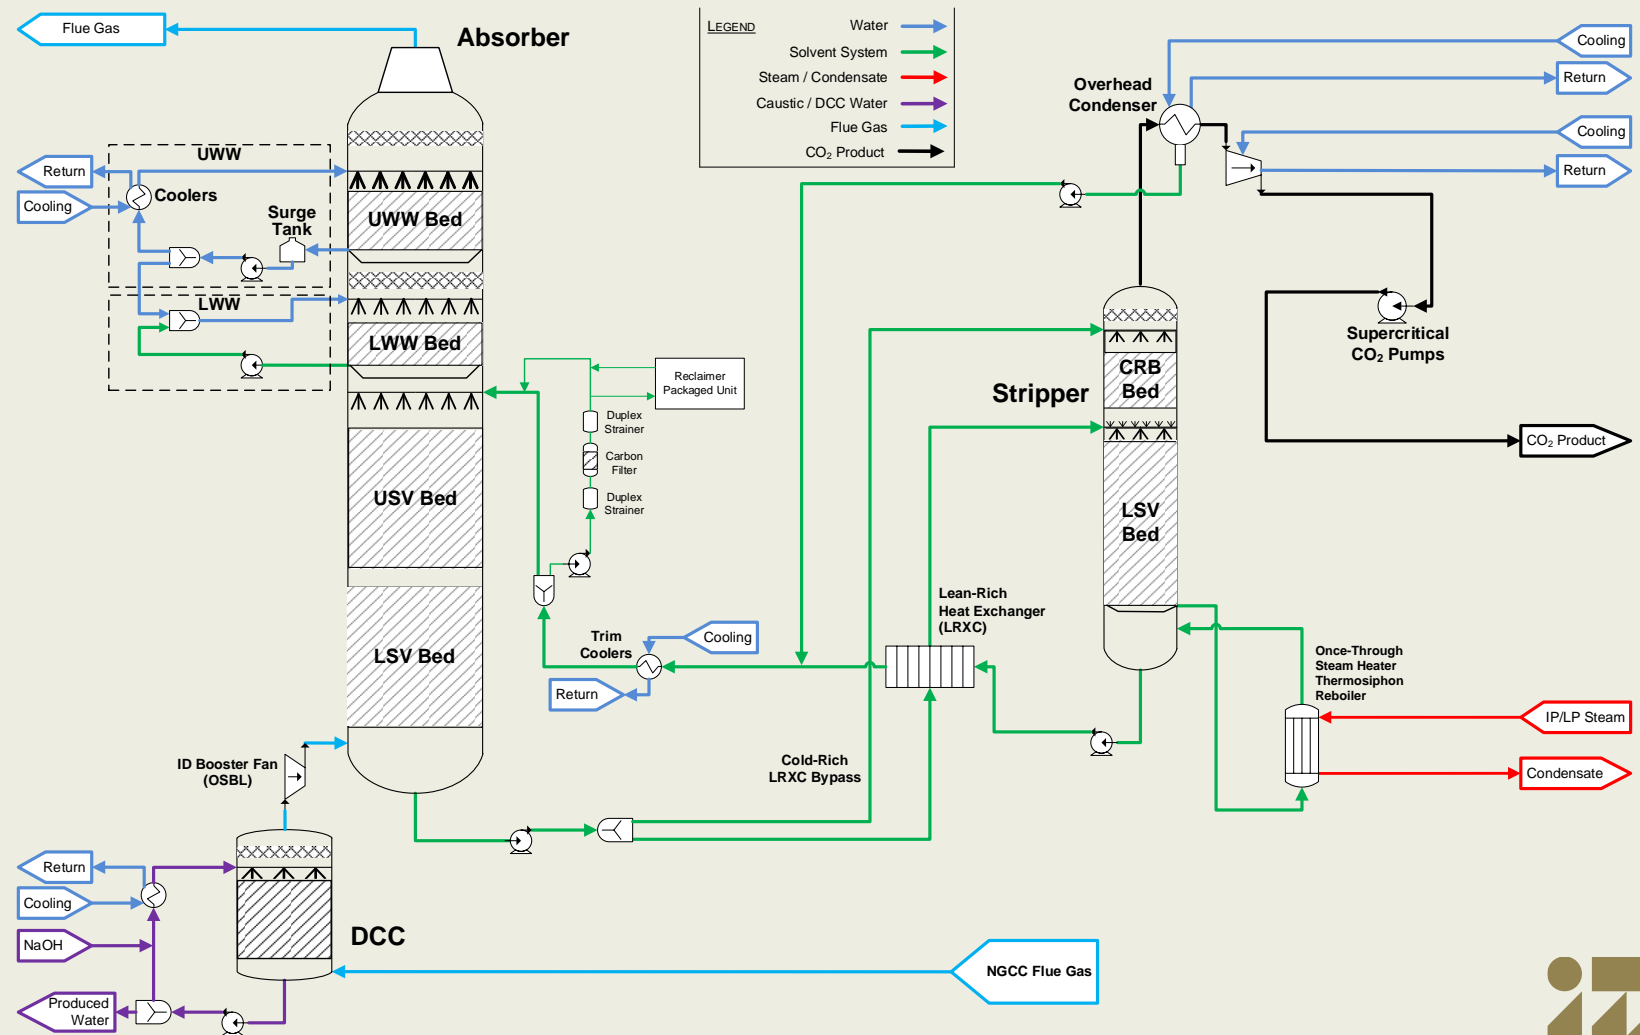 Flue Gas
Absorber
LEGEND
Water
Solvent System
Steam / Condensate
Caustic / DCC Water
Flue Gas
CO₂ Product
Cooling
Return
Overhead
Condenser
Cooling
Return
UWW
Return
Coolers
Cooling
Surge
Tank
UWW Bed
LWW
LWW Bed
Supercritical
CO₂ Pumps
Reclaimer
Packaged Unit
CRB
Bed
Stripper
Duplex
Strainer
Carbon
Filter
Duplex
Strainer
CO₂ Product
USV Bed
LSV
Bed
Lean-Rich
Heat Exchanger
(LRXC)
Trim
Coolers
Cooling
Return
LSV Bed
Once-Through
Steam Heater
Thermosiphon
Reboiler
IP/LP Steam
Condensate
ID Booster Fan
(OSBL)
Cold-Rich
LRXC Bypass
Return
Cooling
NaOH
DCC
NGCC Flue Gas
Produced
Water